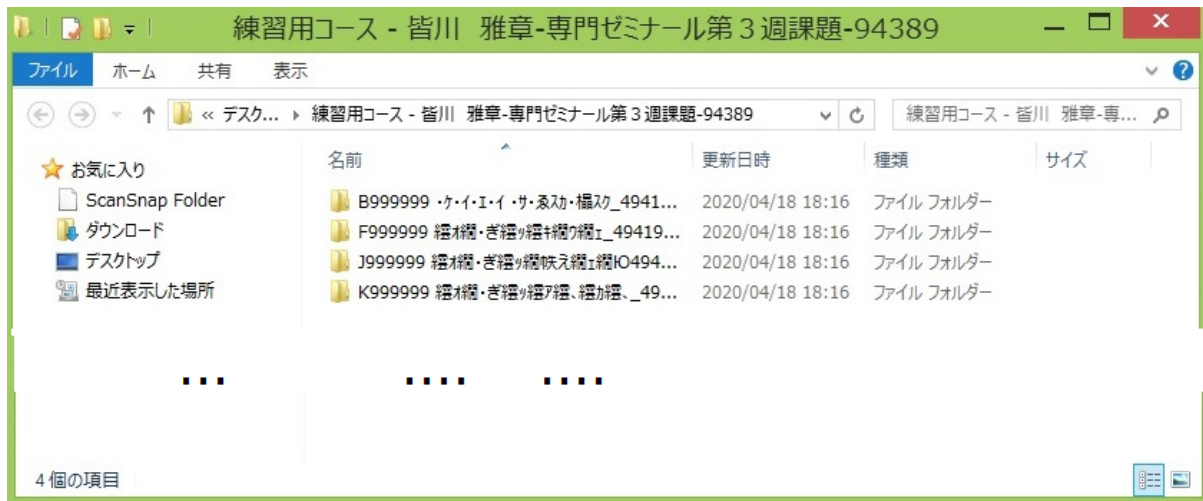 練習用コース - 皆川 雅章-専門ゼミナール第３週課題-94389
ファイル ホーム 共有 表示
« デスク... 練習用コース - 皆川 雅章-専門ゼミナール第３週課題-94389 練習用コース - 皆川 雅章-専...
名前 更新日時 種類 サイズ
お気に入り
ScanSnap Folder
ダウンロード
デスクトップ
最近表示した場所
B999999 2020/04/18 18:16 ファイル フォルダー
F999999 2020/04/18 18:16 ファイル フォルダー
J999999 2020/04/18 18:16 ファイル フォルダー
K999999 2020/04/18 18:16 ファイル フォルダー
... .... ....
4 個の項目